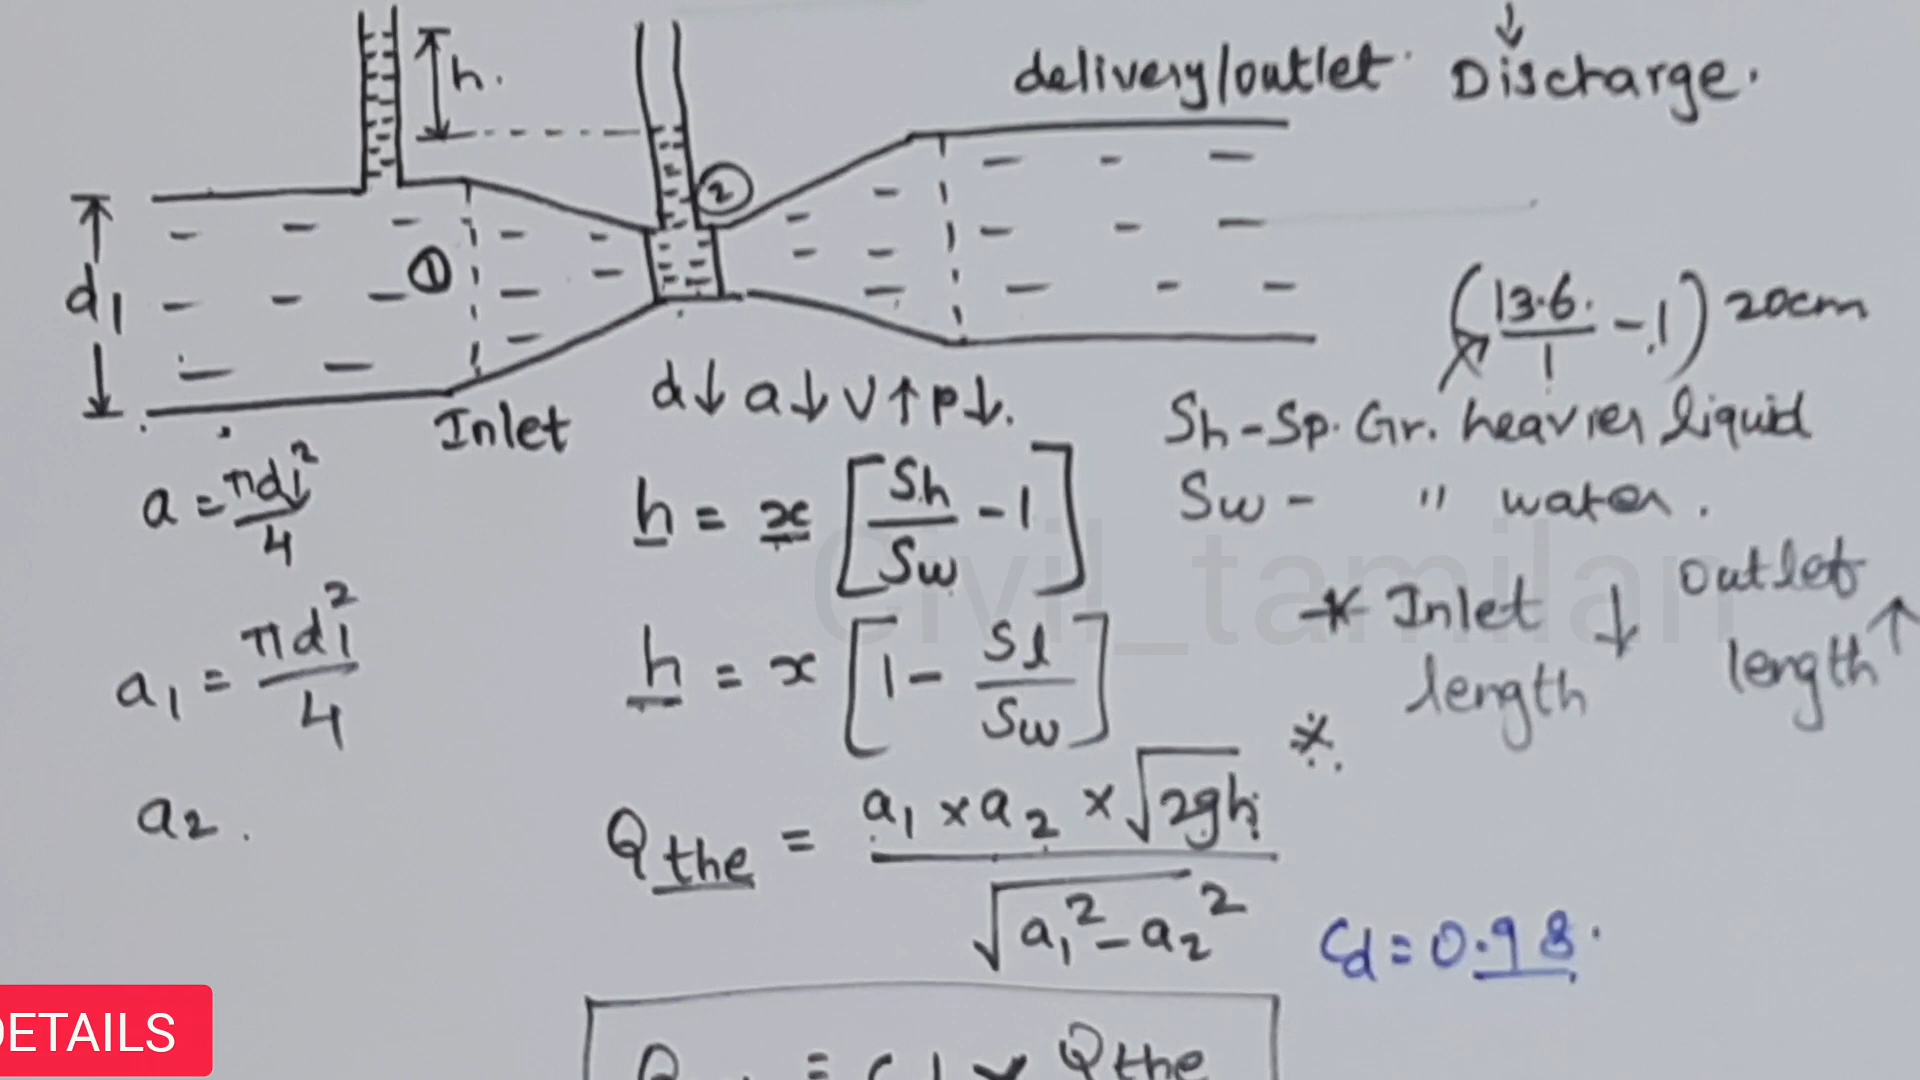 h.
delivery/outlet Discharge.
②
①
d1
(13.6/1 - 1) 20cm
Inlet
d↓ a↓ v↑ p↓.
Sh - Sp. Gr. heavier liquid
Sw - " water.
a = πd1²/4
h = x [Sh/Sw - 1]
* Inlet length ↓ outlet length ↑
a1 = πd1²/4
h = x [1 - Sl/Sw]
*
a2.
Q the = a1 x a2 x √2gh / √a1² - a2²
Cd = 0.98.
DETAILS
= Cd x Qthe
Civil_tamilan